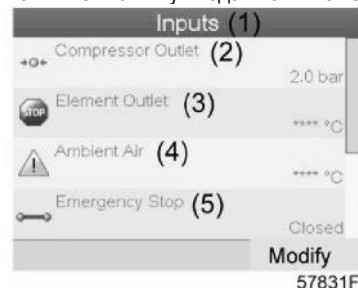 Inputs (1)
Compressor Outlet (2)
2.0 bar
STOP
Element Outlet (3)
**** °C
Ambient Air (4)
**** °C
Emergency Stop (5)
Closed
Modify
57831F